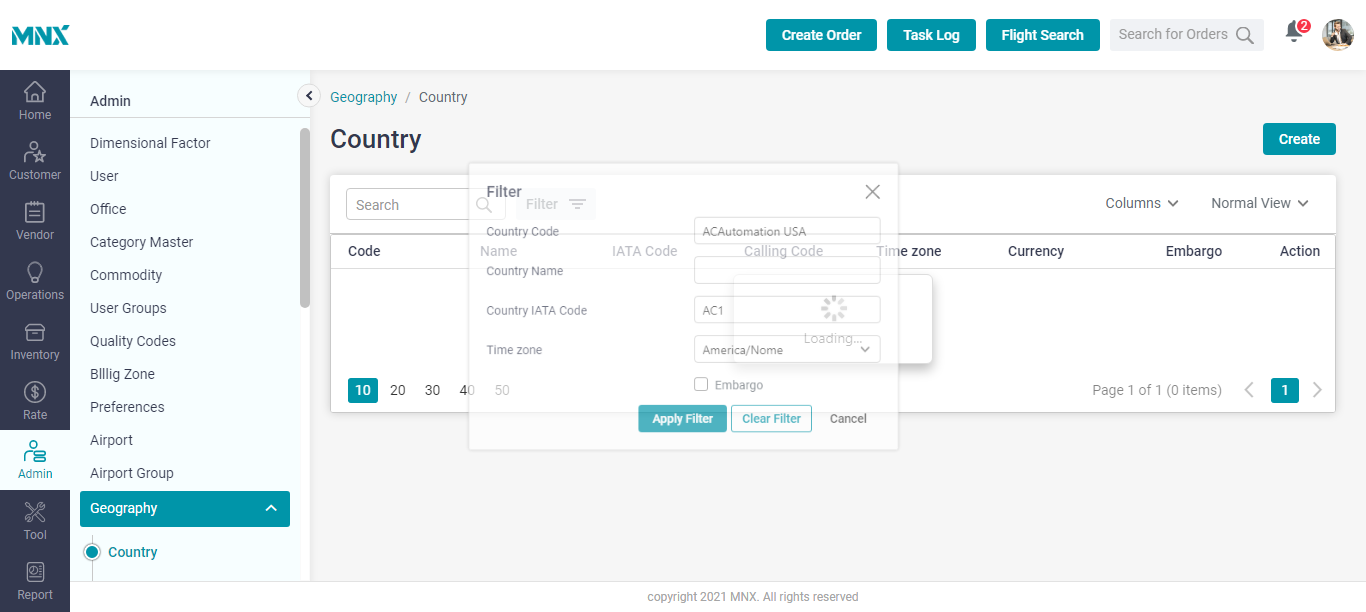 MNX
Create Order Task Log Flight Search Search for Orders 2
Home
Customer
Vendor
Operations
Inventory
Rate
Admin
Tool
Report
Admin
Dimensional Factor
User
Office
Category Master
Commodity
User Groups
Quality Codes
Blllig Zone
Preferences
Airport
Airport Group
Geography
Country
Geography / Country
Country Create
Search Filter Columns Normal View
Code Name IATA Code Calling Code Time zone Currency Embargo Action
Loading...
10 20 30 40 50 Page 1 of 1 (0 items) 1
Filter
Country Code ACAutomation USA
Country Name
Country IATA Code AC1
Time zone America/Nome
Embargo
Apply Filter Clear Filter Cancel
copyright 2021 MNX. All rights reserved